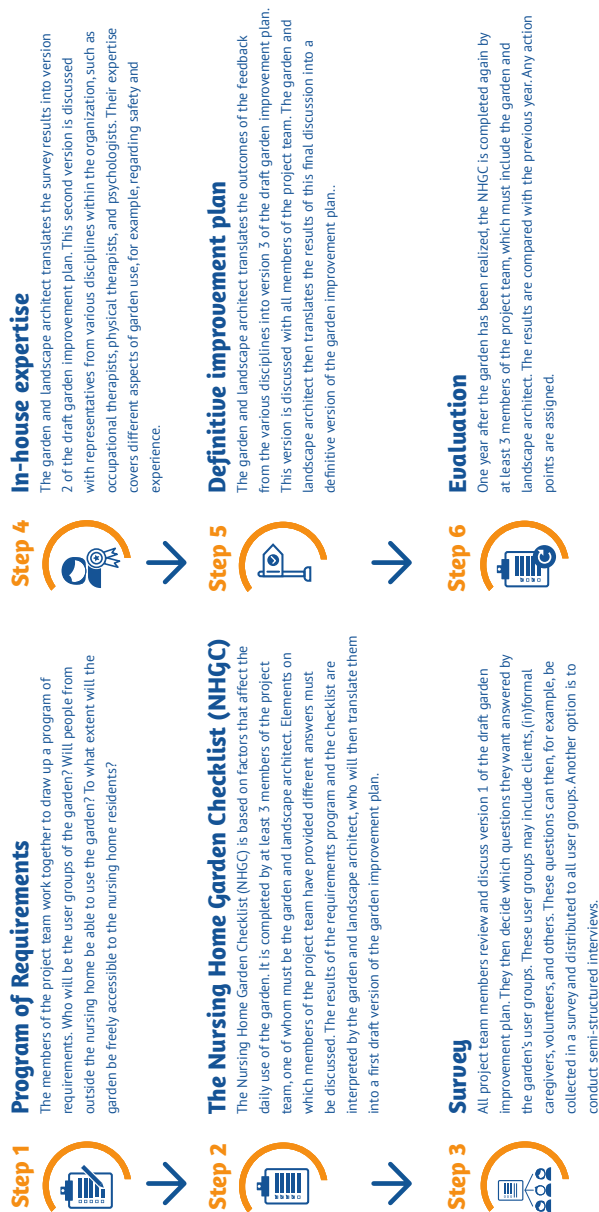 Step 1
Program of Requirements
The members of the project team work together to draw up a program of
requirements. Who will be the user groups of the garden? Will people from
outside the nursing home be able to use the garden? To what extent will the
garden be freely accessible to the nursing home residents?
Step 2
The Nursing Home Garden Checklist (NHGC)
The Nursing Home Garden Checklist (NHGC) is based on factors that affect the
daily use of the garden. It is completed by at least 3 members of the project
team, one of whom must be the garden and landscape architect. Elements on
which members of the project team have provided different answers must
be discussed. The results of the requirements program and the checklist are
interpreted by the garden and landscape architect, who will then translate them
into a first draft version of the garden improvement plan.
Step 3
Survey
All project team members review and discuss version 1 of the draft garden
improvement plan. They then decide which questions they want answered by
the garden's user groups. These user groups may include clients, (in)formal
caregivers, volunteers, and others. These questions can then, for example, be
collected in a survey and distributed to all user groups. Another option is to
conduct semi-structured interviews.
Step 4
In-house expertise
The garden and landscape architect translates the survey results into version
2 of the draft garden improvement plan. This second version is discussed
with representatives from various disciplines within the organization, such as
occupational therapists, physical therapists, and psychologists. Their expertise
covers different aspects of garden use, for example, regarding safety and
experience.
Step 5
Definitive improvement plan
The garden and landscape architect translates the outcomes of the feedback
from the various disciplines into version 3 of the draft garden improvement plan.
This version is discussed with all members of the project team. The garden and
landscape architect then translates the results of this final discussion into a
definitive version of the garden improvement plan..
Step 6
Evaluation
One year after the garden has been realized, the NHGC is completed again by
at least 3 members of the project team, which must include the garden and
landscape architect. The results are compared with the previous year. Any action
points are assigned.